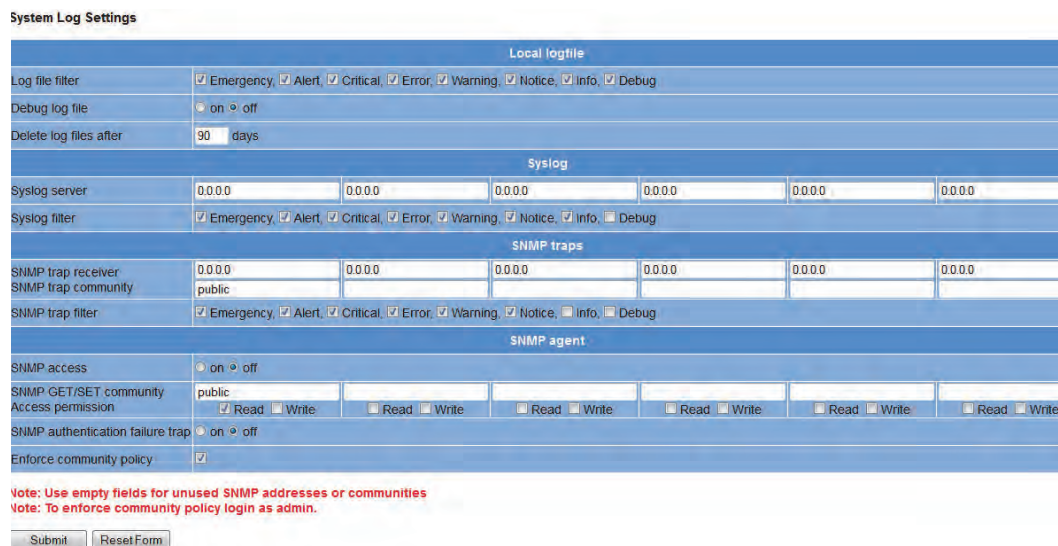 System Log Settings
Local logfile
Log file filter Emergency, Alert, Critical, Error, Warning, Notice, Info, Debug
Debug log file on off
Delete log files after 90 days
Syslog
Syslog server 0.0.0.0 0.0.0.0 0.0.0.0 0.0.0.0 0.0.0.0 0.0.0.0
Syslog filter Emergency, Alert, Critical, Error, Warning, Notice, Info, Debug
SNMP traps
SNMP trap receiver 0.0.0.0 0.0.0.0 0.0.0.0 0.0.0.0 0.0.0.0 0.0.0.0
SNMP trap community public
SNMP trap filter Emergency, Alert, Critical, Error, Warning, Notice, Info, Debug
SNMP agent
SNMP access on off
SNMP GET/SET community public
Access permission Read Write Read Write Read Write Read Write Read Write Read Write
SNMP authentication failure trap on off
Enforce community policy
Note: Use empty fields for unused SNMP addresses or communities
Note: To enforce community policy login as admin.
Submit Reset Form